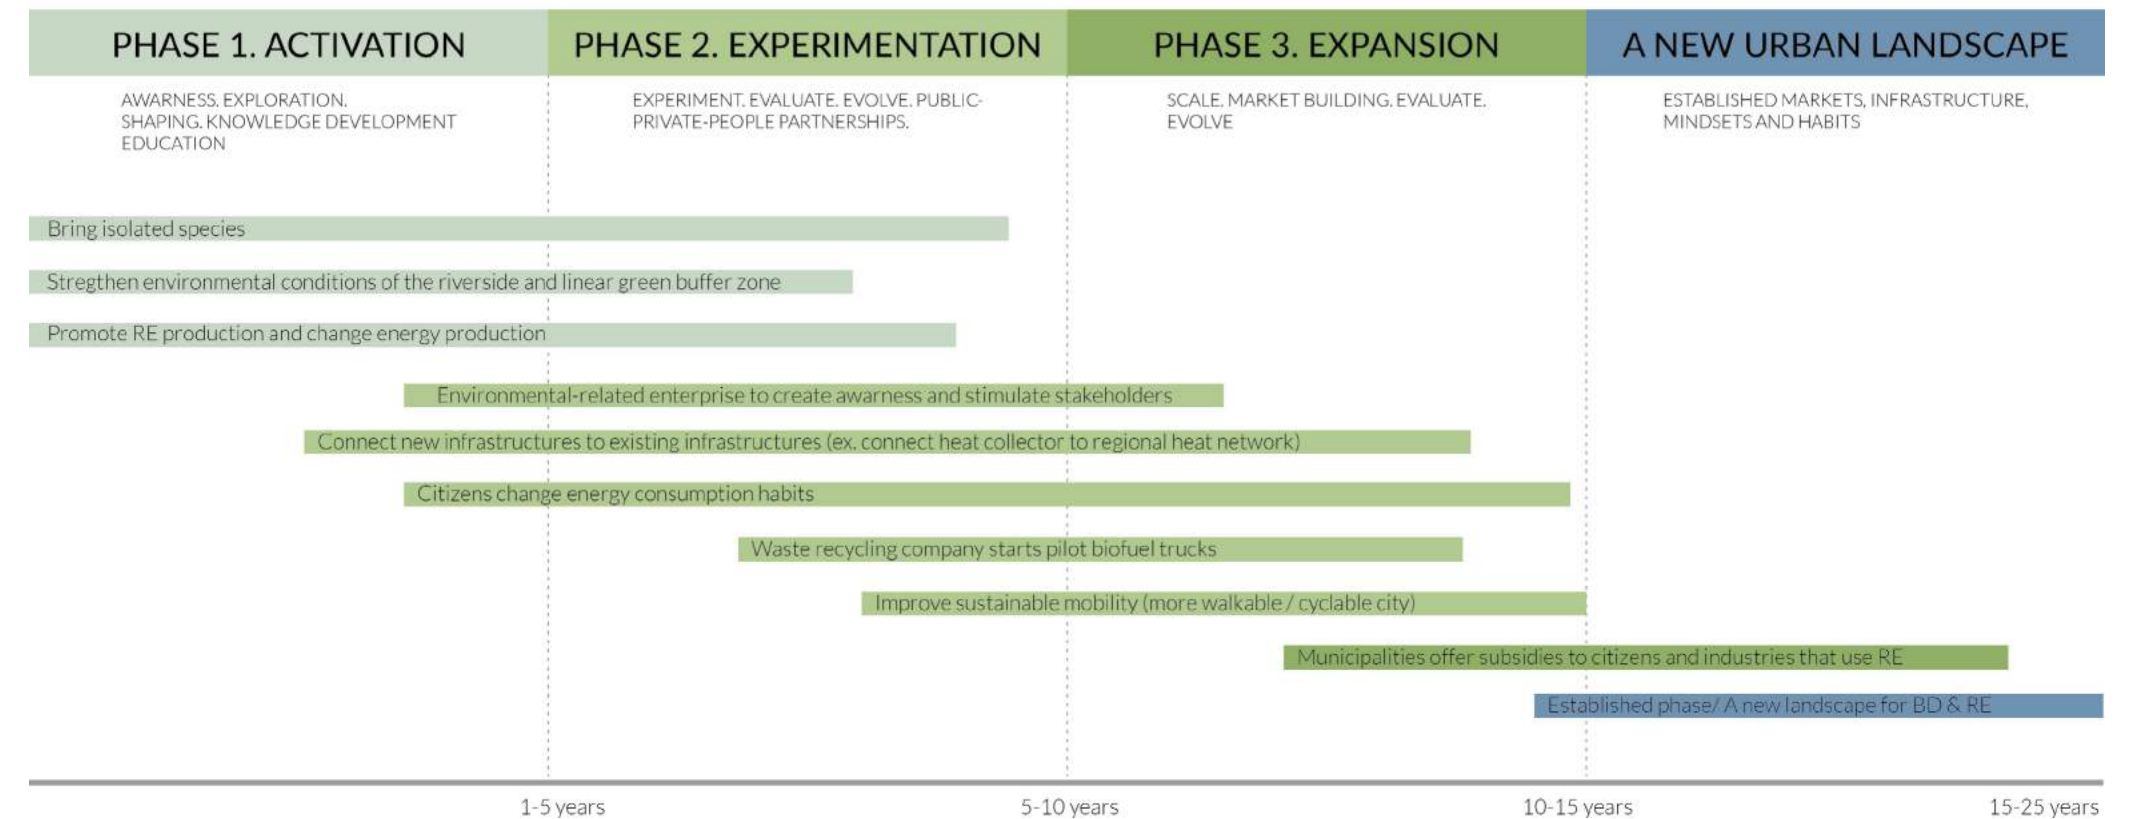 PHASE 1. ACTIVATION
PHASE 2. EXPERIMENTATION
PHASE 3. EXPANSION
A NEW URBAN LANDSCAPE
AWARNESS. EXPLORATION.
SHAPING. KNOWLEDGE DEVELOPMENT
EDUCATION
EXPERIMENT. EVALUATE. EVOLVE. PUBLIC-
PRIVATE-PEOPLE PARTNERSHIPS.
SCALE. MARKET BUILDING. EVALUATE.
EVOLVE
ESTABLISHED MARKETS, INFRASTRUCTURE,
MINDSETS AND HABITS
Bring isolated species
Stregthen environmental conditions of the riverside and linear green buffer zone
Promote RE production and change energy production
Environmental-related enterprise to create awarness and stimulate stakeholders
Connect new infrastructures to existing infrastructures (ex. connect heat collector to regional heat network)
Citizens change energy consumption habits
Waste recycling company starts pilot biofuel trucks
Improve sustainable mobility (more walkable / cyclable city)
Municipalities offer subsidies to citizens and industries that use RE
Established phase/ A new landscape for BD & RE
1-5 years
5-10 years
10-15 years
15-25 years